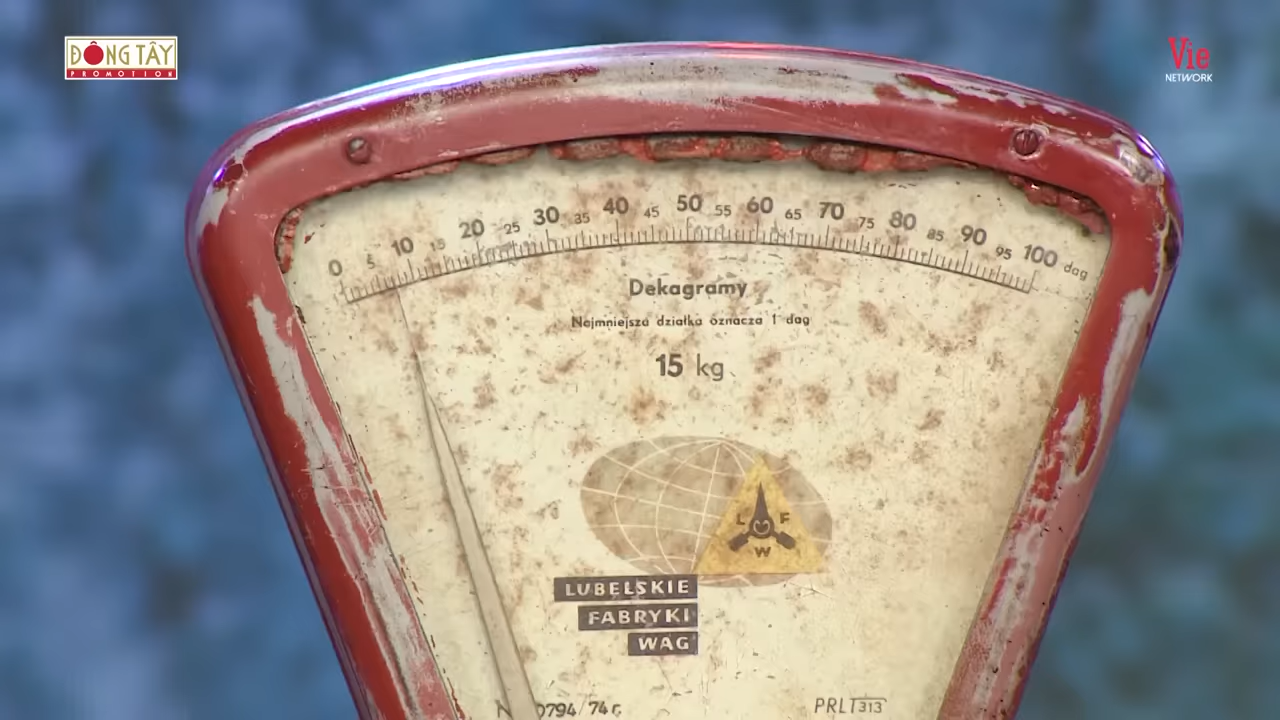 ĐÔNG TÂY
PROMOTION
Vie
NETWORK
0 5 10 15 20 25 30 35 40 45 50 55 60 65 70 75 80 85 90 95 100 dag
Dekagramy
Najmniejsza działka oznacza 1 dag
15 kg
L F
W
LUBELSKIE
FABRYKI
WAG
0794/74r.
PRLT313